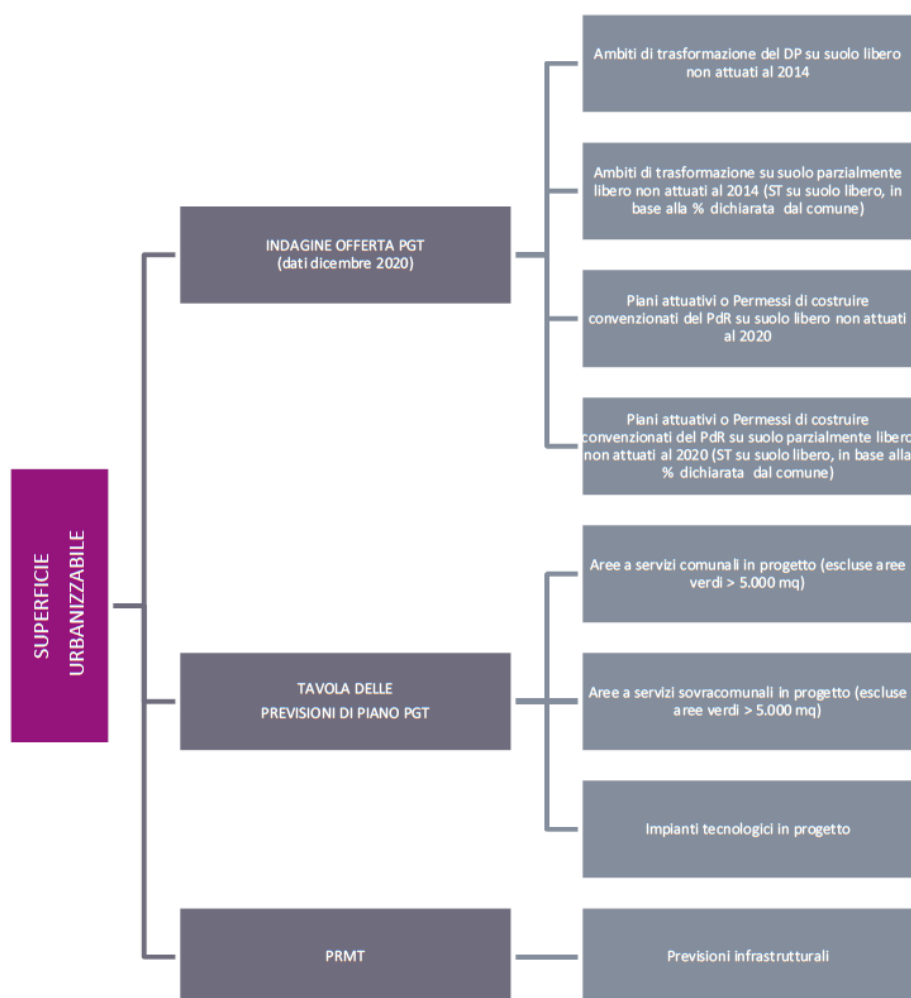 SUPERFICIE
URBANIZZABILE
INDAGINE OFFERTA PGT
(dati dicembre 2020)
Ambiti di trasformazione del DP su suolo libero
non attuati al 2014
Ambiti di trasformazione su suolo parzialmente
libero non attuati al 2014 (ST su suolo libero, in
base alla % dichiarata dal comune)
Piani attuativi o Permessi di costruire
convenzionati del PdR su suolo libero non attuati
al 2020
Piani attuativi o Permessi di costruire
convenzionati del PdR su suolo parzialmente libero
non attuati al 2020 (ST su suolo libero, in base alla
% dichiarata dal comune)
TAVOLA DELLE
PREVISIONI DI PIANO PGT
Aree a servizi comunali in progetto (escluse aree
verdi > 5.000 mq)
Aree a servizi sovracomunali in progetto (escluse
aree verdi > 5.000 mq)
Impianti tecnologici in progetto
PRMT
Previsioni infrastrutturali